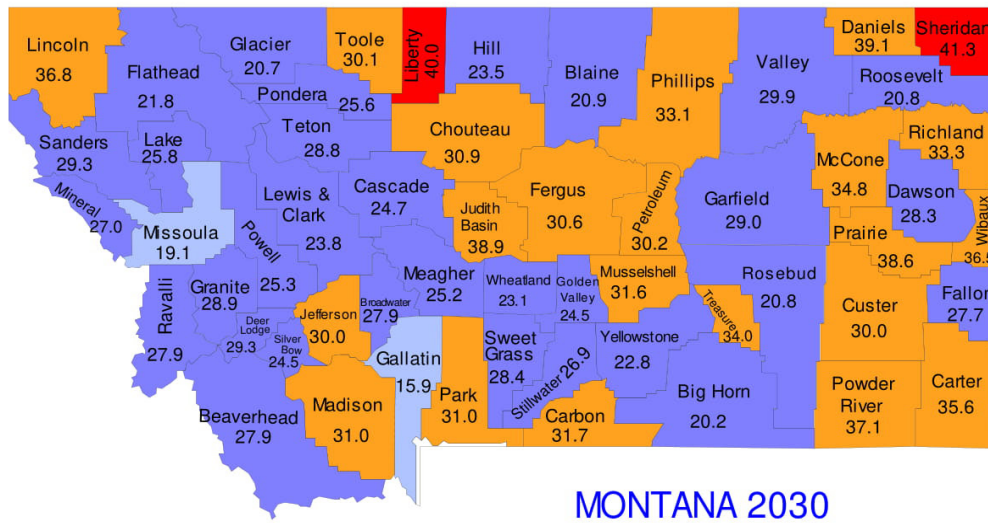 Lincoln
36.8
Flathead
21.8
Glacier
20.7
Toole
30.1
Liberty
40.0
Hill
23.5
Blaine
20.9
Phillips
33.1
Valley
29.9
Daniels
39.1
Sheridan
41.3
Roosevelt
20.8
Pondera
25.6
Teton
28.8
Chouteau
30.9
Richland
33.3
McCone
34.8
Dawson
28.3
Wibaux
36.5
Sanders
29.3
Lake
25.8
Mineral
27.0
Missoula
19.1
Powell
25.3
Lewis &
Clark
23.8
Cascade
24.7
Judith
Basin
38.9
Fergus
30.6
Petroleum
30.2
Garfield
29.0
Prairie
38.6
Ravalli
27.9
Granite
28.9
Deer
Lodge
29.3
Silver
Bow
24.5
Jefferson
30.0
Broadwater
27.9
Meagher
25.2
Wheatland
23.1
Golden
Valley
24.5
Musselshell
31.6
Rosebud
20.8
Treasure
34.0
Custer
30.0
Fallon
27.7
Beaverhead
27.9
Madison
31.0
Gallatin
15.9
Park
31.0
Sweet
Grass
28.4
Stillwater 26.9
Yellowstone
22.8
Carbon
31.7
Big Horn
20.2
Powder
River
37.1
Carter
35.6
MONTANA 2030